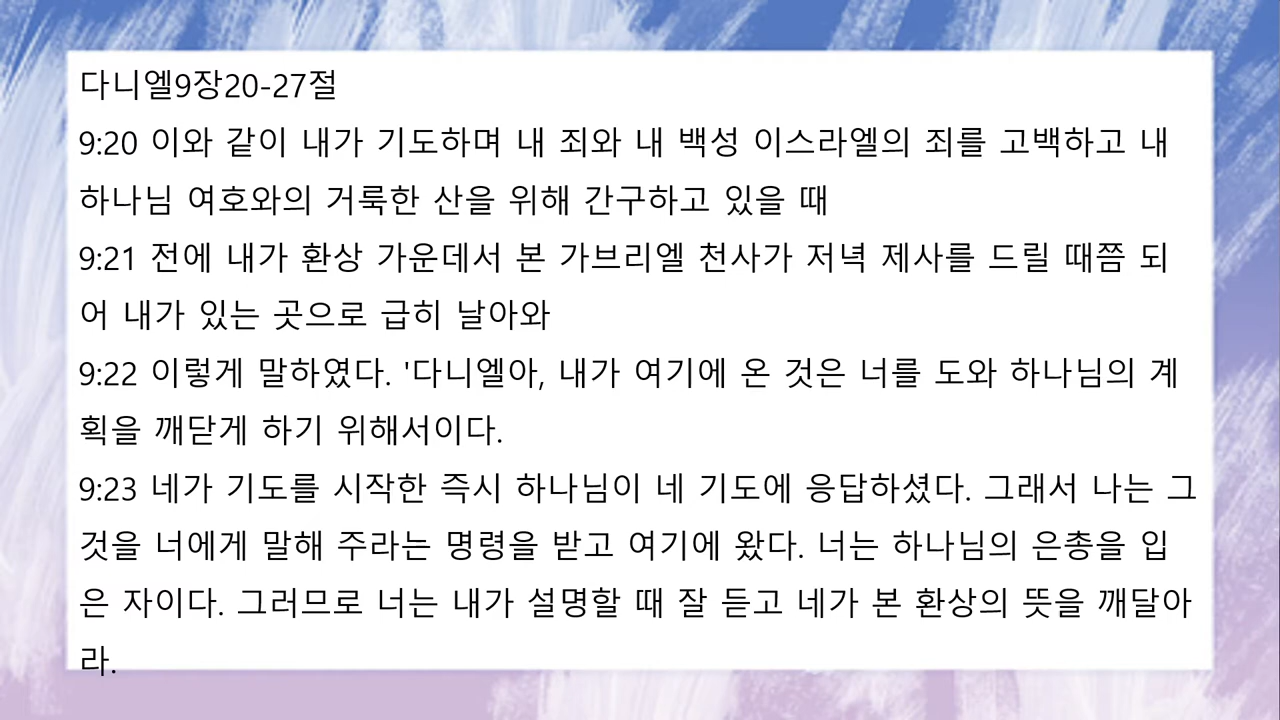 다니엘9장20-27절
9:20 이와 같이 내가 기도하며 내 죄와 내 백성 이스라엘의 죄를 고백하고 내
하나님 여호와의 거룩한 산을 위해 간구하고 있을 때
9:21 전에 내가 환상 가운데서 본 가브리엘 천사가 저녁 제사를 드릴 때쯤 되
어 내가 있는 곳으로 급히 날아와
9:22 이렇게 말하였다. '다니엘아, 내가 여기에 온 것은 너를 도와 하나님의 계
획을 깨닫게 하기 위해서이다.
9:23 네가 기도를 시작한 즉시 하나님이 네 기도에 응답하셨다. 그래서 나는 그
것을 너에게 말해 주라는 명령을 받고 여기에 왔다. 너는 하나님의 은총을 입
은 자이다. 그러므로 너는 내가 설명할 때 잘 듣고 네가 본 환상의 뜻을 깨달아
라.